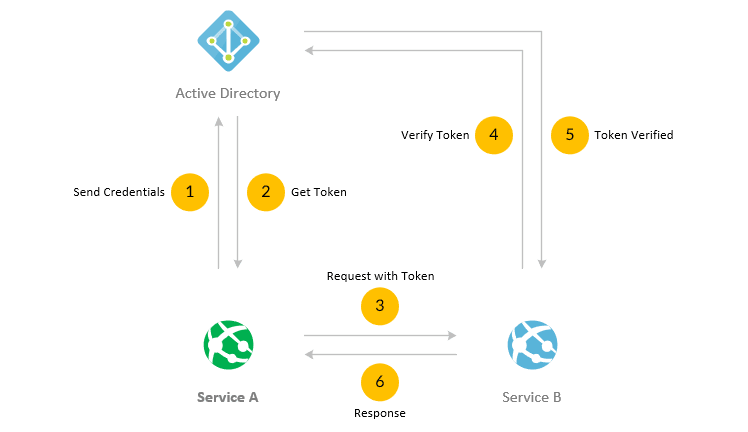 Active Directory
Verify Token
4
5
Token Verified
Send Credentials
1
2
Get Token
Request with Token
3
6
Response
Service A
Service B